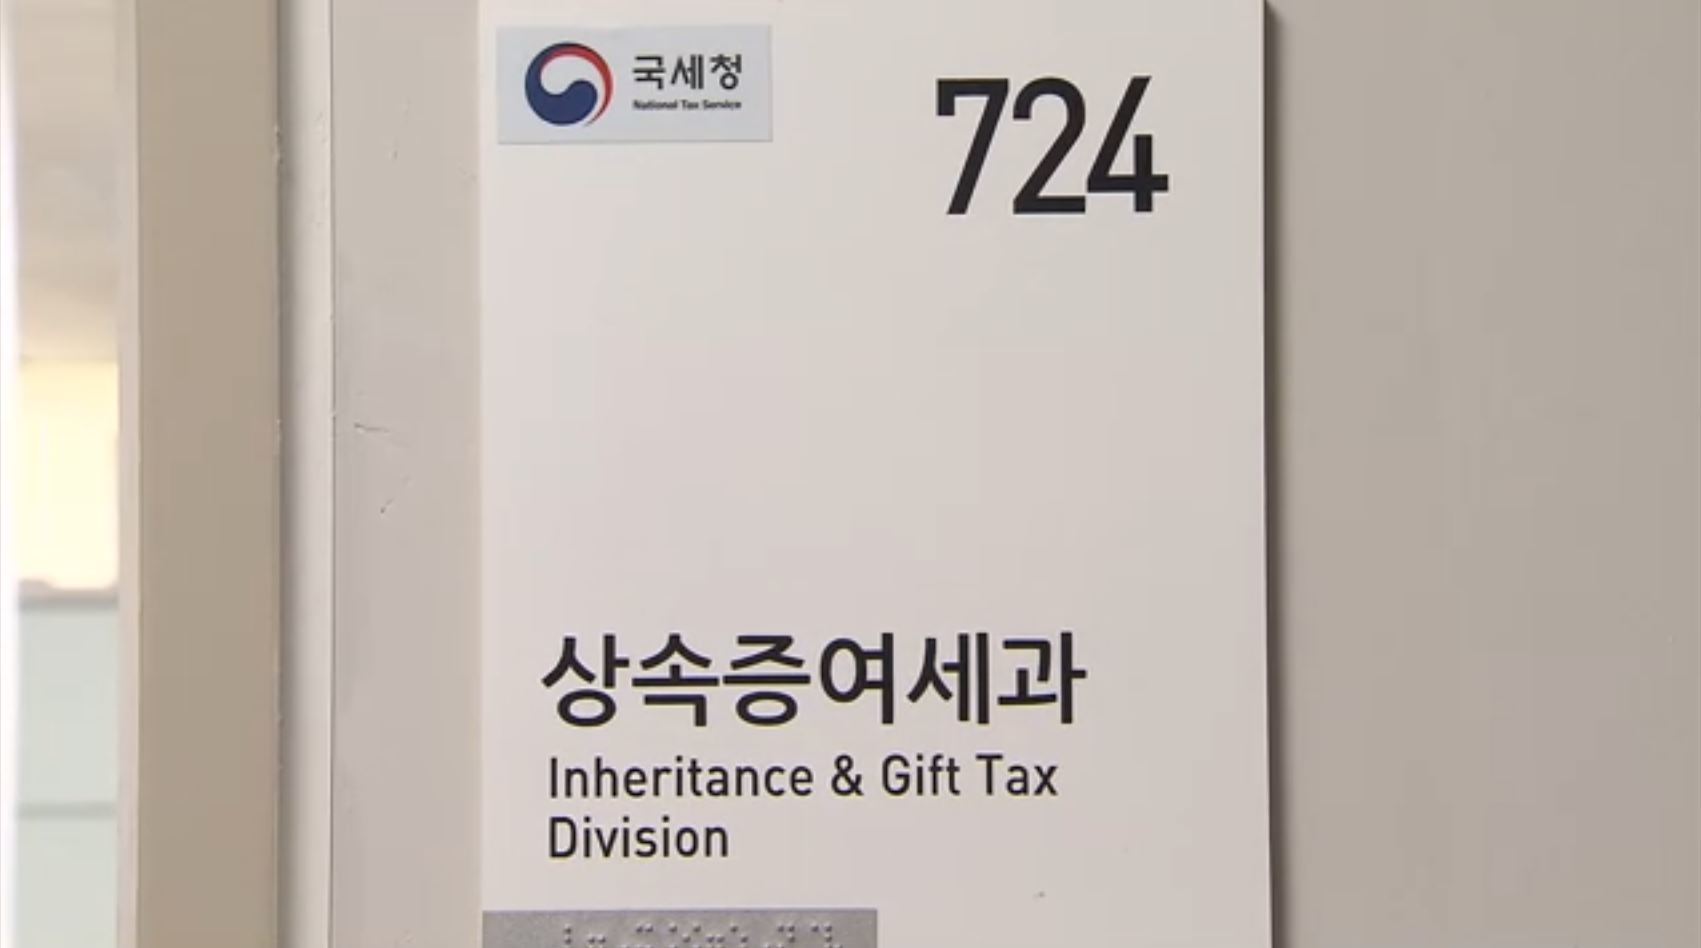 국세청
National Tax Service
724
상속증여세과
Inheritance & Gift Tax
Division